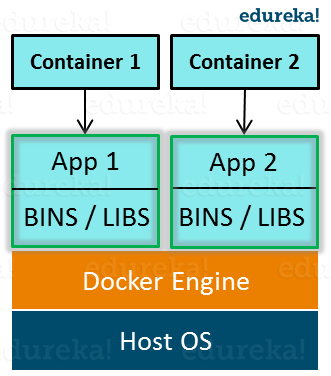 edureka!
Container 1
Container 2
App 1
App 2
BINS / LIBS
BINS / LIBS
Docker Engine
Host OS